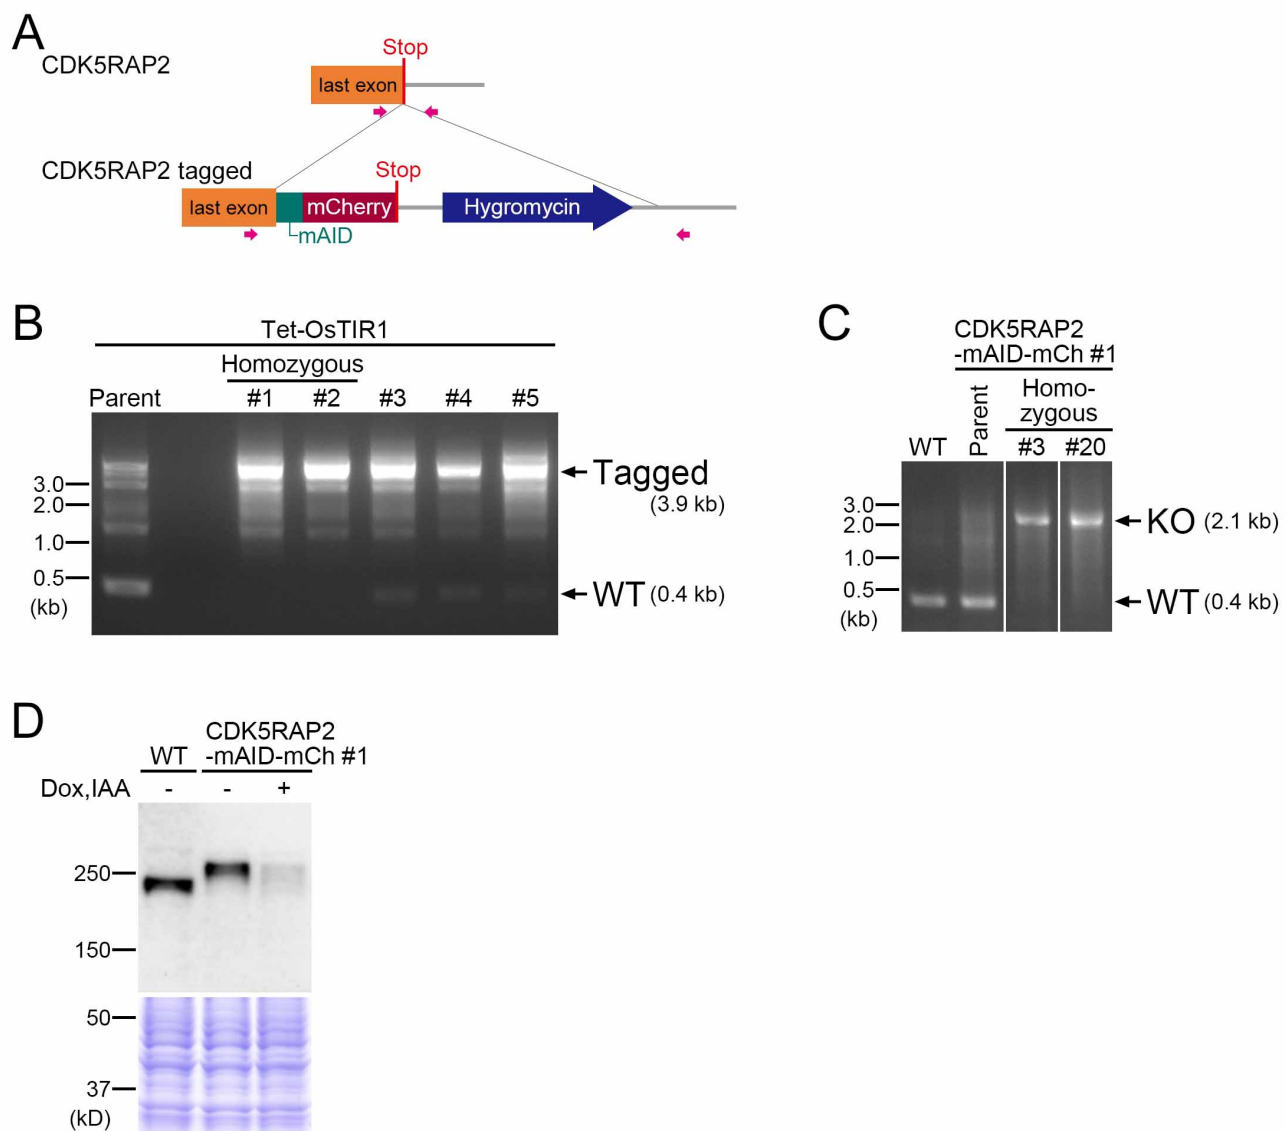 A
CDK5RAP2
Stop
last exon
CDK5RAP2 tagged
Stop
last exon
mCherry
Hygromycin
mAID
B
Tet-OsTIR1
Homozygous
Parent
#1
#2
#3
#4
#5
3.0
2.0
1.0
0.5
(kb)
Tagged
(3.9 kb)
WT (0.4 kb)
C
CDK5RAP2
-mAID-mCh #1
WT
Parent
Homo-
zygous
#3
#20
3.0
2.0
1.0
0.5
(kb)
KO (2.1 kb)
WT (0.4 kb)
D
CDK5RAP2
WT
-mAID-mCh #1
Dox,IAA
-
-
+
250
150
50
37
(kD)